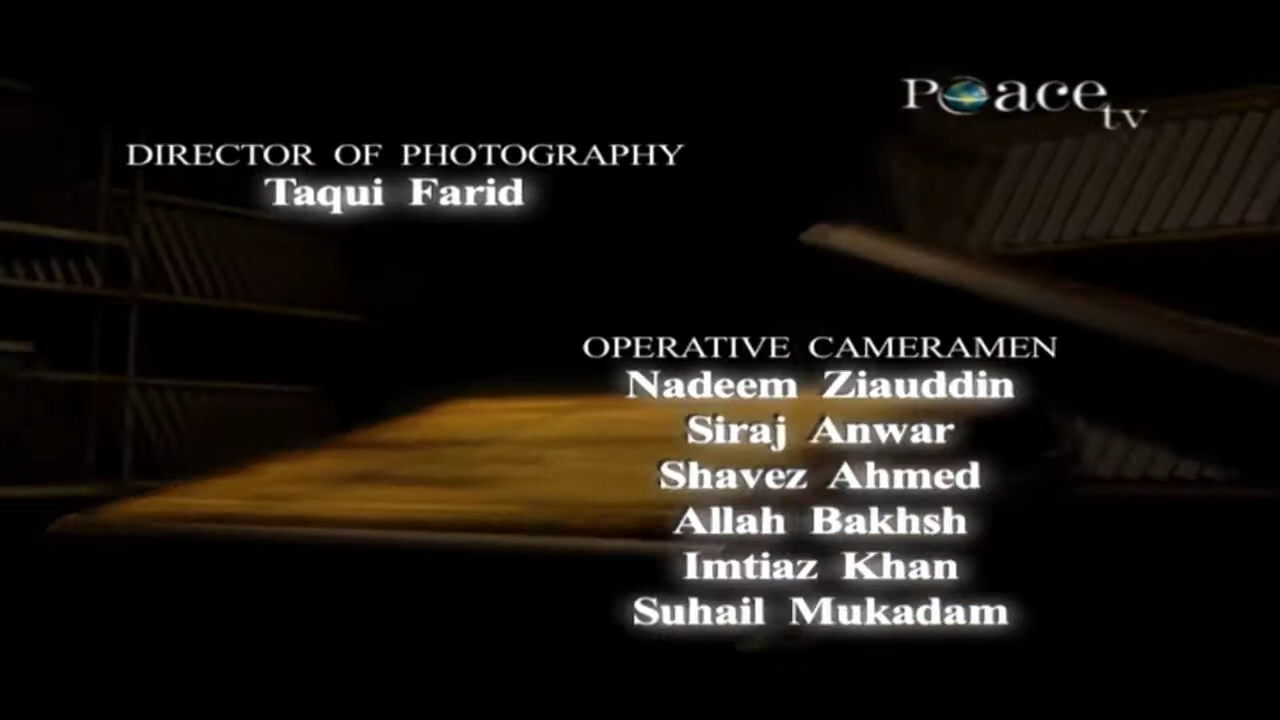 Peace
tv
DIRECTOR OF PHOTOGRAPHY
Taqui Farid
OPERATIVE CAMERAMEN
Nadeem Ziauddin
Siraj Anwar
Shavez Ahmed
Allah Bakhsh
Imtiaz Khan
Suhail Mukadam